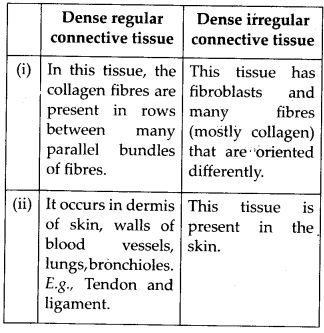 Dense regular
connective tissue
Dense irregular
connective tissue
(i)
In this tissue, the
collagen fibres are
present in rows
between many
parallel bundles
of fibres.
This tissue has
fibroblasts and
many fibres
(mostly collagen)
that are oriented
differently.
(ii)
It occurs in dermis
of skin, walls of
blood vessels,
lungs,bronchioles.
E.g., Tendon and
ligament.
This tissue is
present in the
skin.